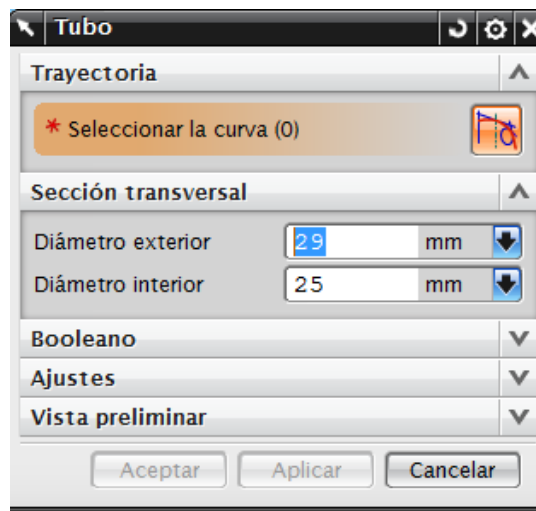 Tubo
Trayectoria
* Seleccionar la curva (0)
Sección transversal
Diámetro exterior 29 mm
Diámetro interior 25 mm
Booleano
Ajustes
Vista preliminar
Aceptar Aplicar Cancelar